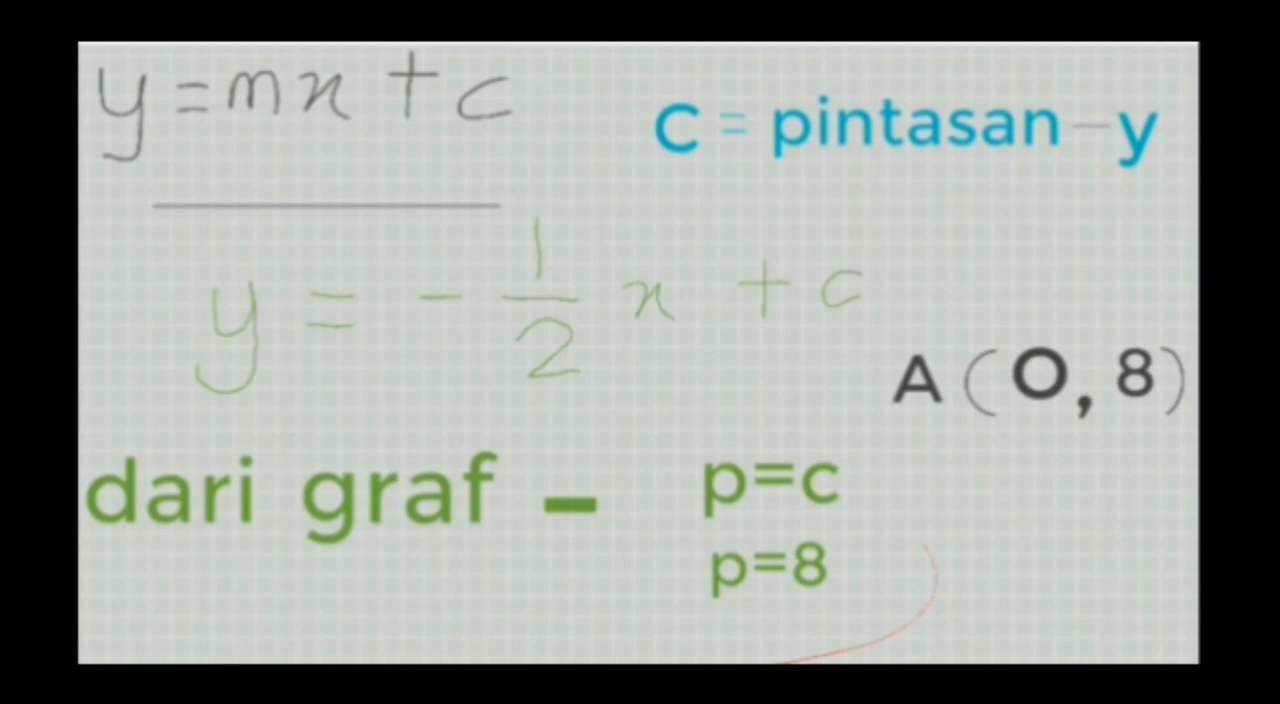 y = mx + c
C = pintasan - y
y = - 1/2 x + c
A (0, 8)
dari graf - p=c
p=8